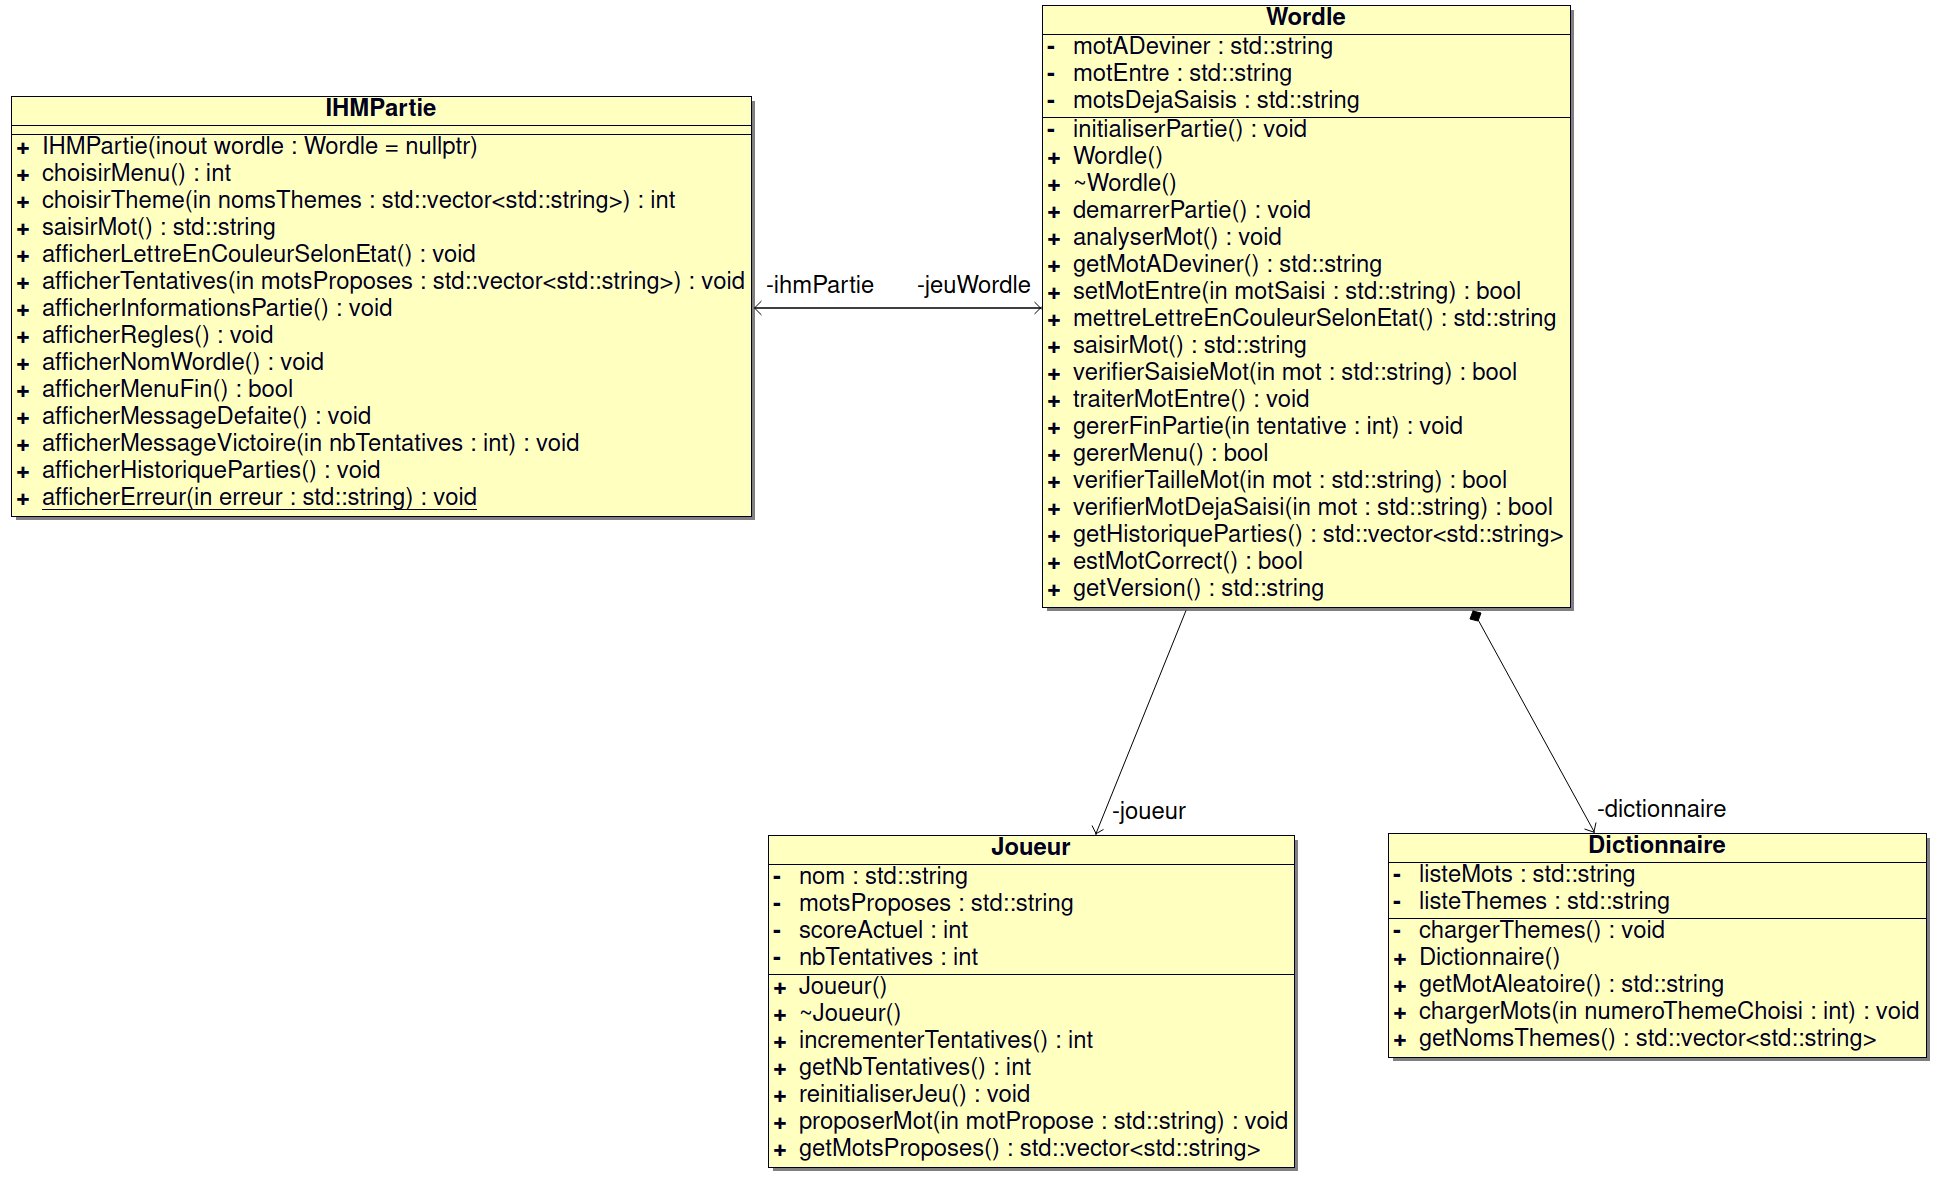 IHMPartie
+ IHMPartie(inout wordle : Wordle = nullptr)
+ choisirMenu() : int
+ choisirTheme(in nomsThemes : std::vector<std::string>) : int
+ saisirMot() : std::string
+ afficherLettreEnCouleurSelonEtat() : void
+ afficherTentatives(in motsProposes : std::vector<std::string>) : void
+ afficherInformationsPartie() : void
+ afficherRegles() : void
+ afficherNomWordle() : void
+ afficherMenuFin() : bool
+ afficherMessageDefaite() : void
+ afficherMessageVictoire(in nbTentatives : int) : void
+ afficherHistoriqueParties() : void
+ afficherErreur(in erreur : std::string) : void
-ihmPartie
-jeuWordle
Wordle
- motADeviner : std::string
- motEntre : std::string
- motsDejaSaisis : std::string
- initialiserPartie() : void
+ Wordle()
+ ~Wordle()
+ demarrerPartie() : void
+ analyserMot() : void
+ getMotADeviner() : std::string
+ setMotEntre(in motSaisi : std::string) : bool
+ mettreLettreEnCouleurSelonEtat() : std::string
+ saisirMot() : std::string
+ verifierSaisieMot(in mot : std::string) : bool
+ traiterMotEntre() : void
+ gererFinPartie(in tentative : int) : void
+ gererMenu() : bool
+ verifierTailleMot(in mot : std::string) : bool
+ verifierMotDejaSaisi(in mot : std::string) : bool
+ getHistoriqueParties() : std::vector<std::string>
+ estMotCorrect() : bool
+ getVersion() : std::string
-joueur
Joueur
- nom : std::string
- motsProposes : std::string
- scoreActuel : int
- nbTentatives : int
+ Joueur()
+ ~Joueur()
+ incrementerTentatives() : int
+ getNbTentatives() : int
+ reinitialiserJeu() : void
+ proposerMot(in motPropose : std::string) : void
+ getMotsProposes() : std::vector<std::string>
-dictionnaire
Dictionnaire
- listeMots : std::string
- listeThemes : std::string
- chargerThemes() : void
+ Dictionnaire()
+ getMotAleatoire() : std::string
+ chargerMots(in numeroThemeChoisi : int) : void
+ getNomsThemes() : std::vector<std::string>